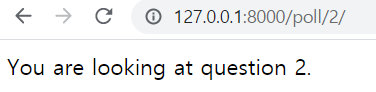 127.0.0.1:8000/poll/2/
You are looking at question 2.